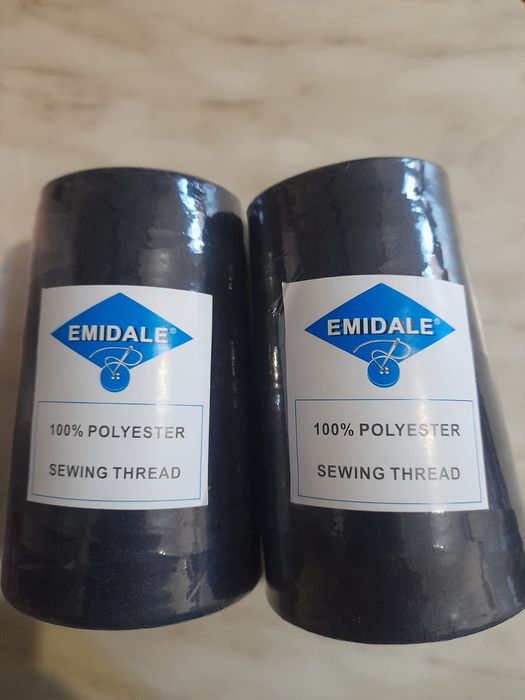 EMIDALE®
100% POLYESTER
SEWING THREAD
EMIDALE®
100% POLYESTER
SEWING THREAD